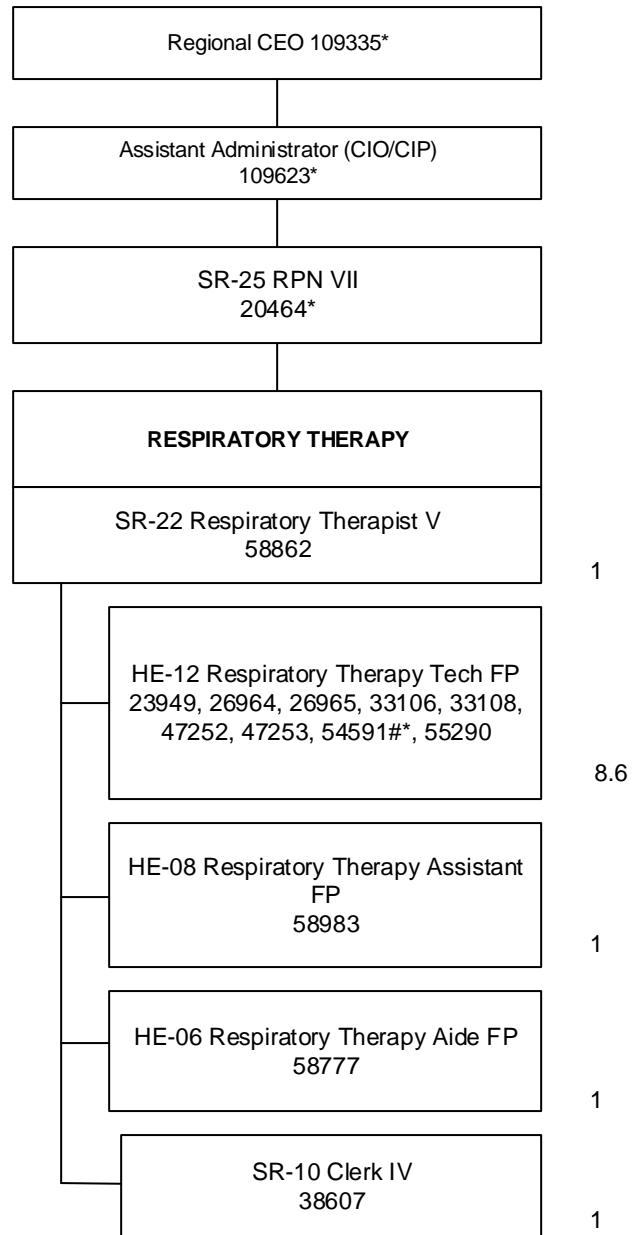 Regional CEO 109335*
Assistant Administrator (CIO/CIP)
109623*
SR-25 RPN VII
20464*
RESPIRATORY THERAPY
SR-22 Respiratory Therapist V
58862
1
HE-12 Respiratory Therapy Tech FP
23949, 26964, 26965, 33106, 33108,
47252, 47253, 54591#*, 55290
8.6
HE-08 Respiratory Therapy Assistant
FP
58983
1
HE-06 Respiratory Therapy Aide FP
58777
1
SR-10 Clerk IV
38607
1